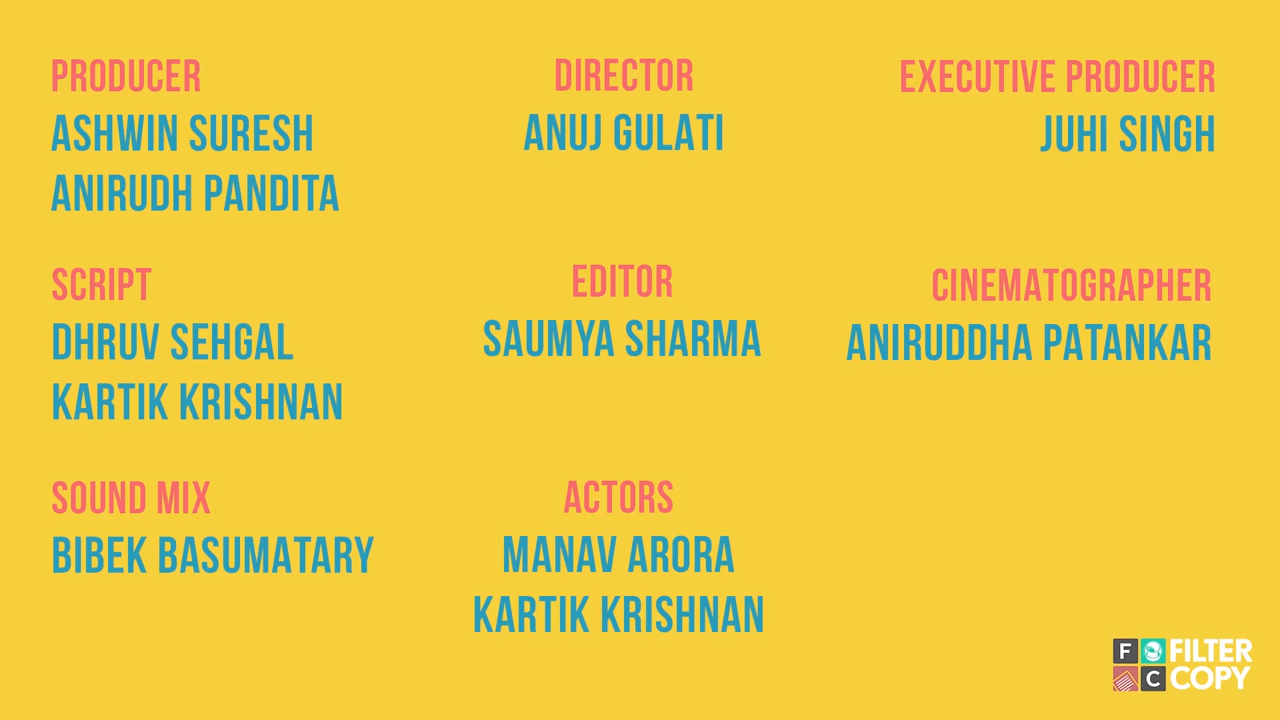 PRODUCER
ASHWIN SURESH
ANIRUDH PANDITA
DIRECTOR
ANUJ GULATI
EXECUTIVE PRODUCER
JUHI SINGH
SCRIPT
DHRUV SEHGAL
KARTIK KRISHNAN
EDITOR
SAUMYA SHARMA
CINEMATOGRAPHER
ANIRUDDHA PATANKAR
SOUND MIX
BIBEK BASUMATARY
ACTORS
MANAV ARORA
KARTIK KRISHNAN
F FILTER
C COPY